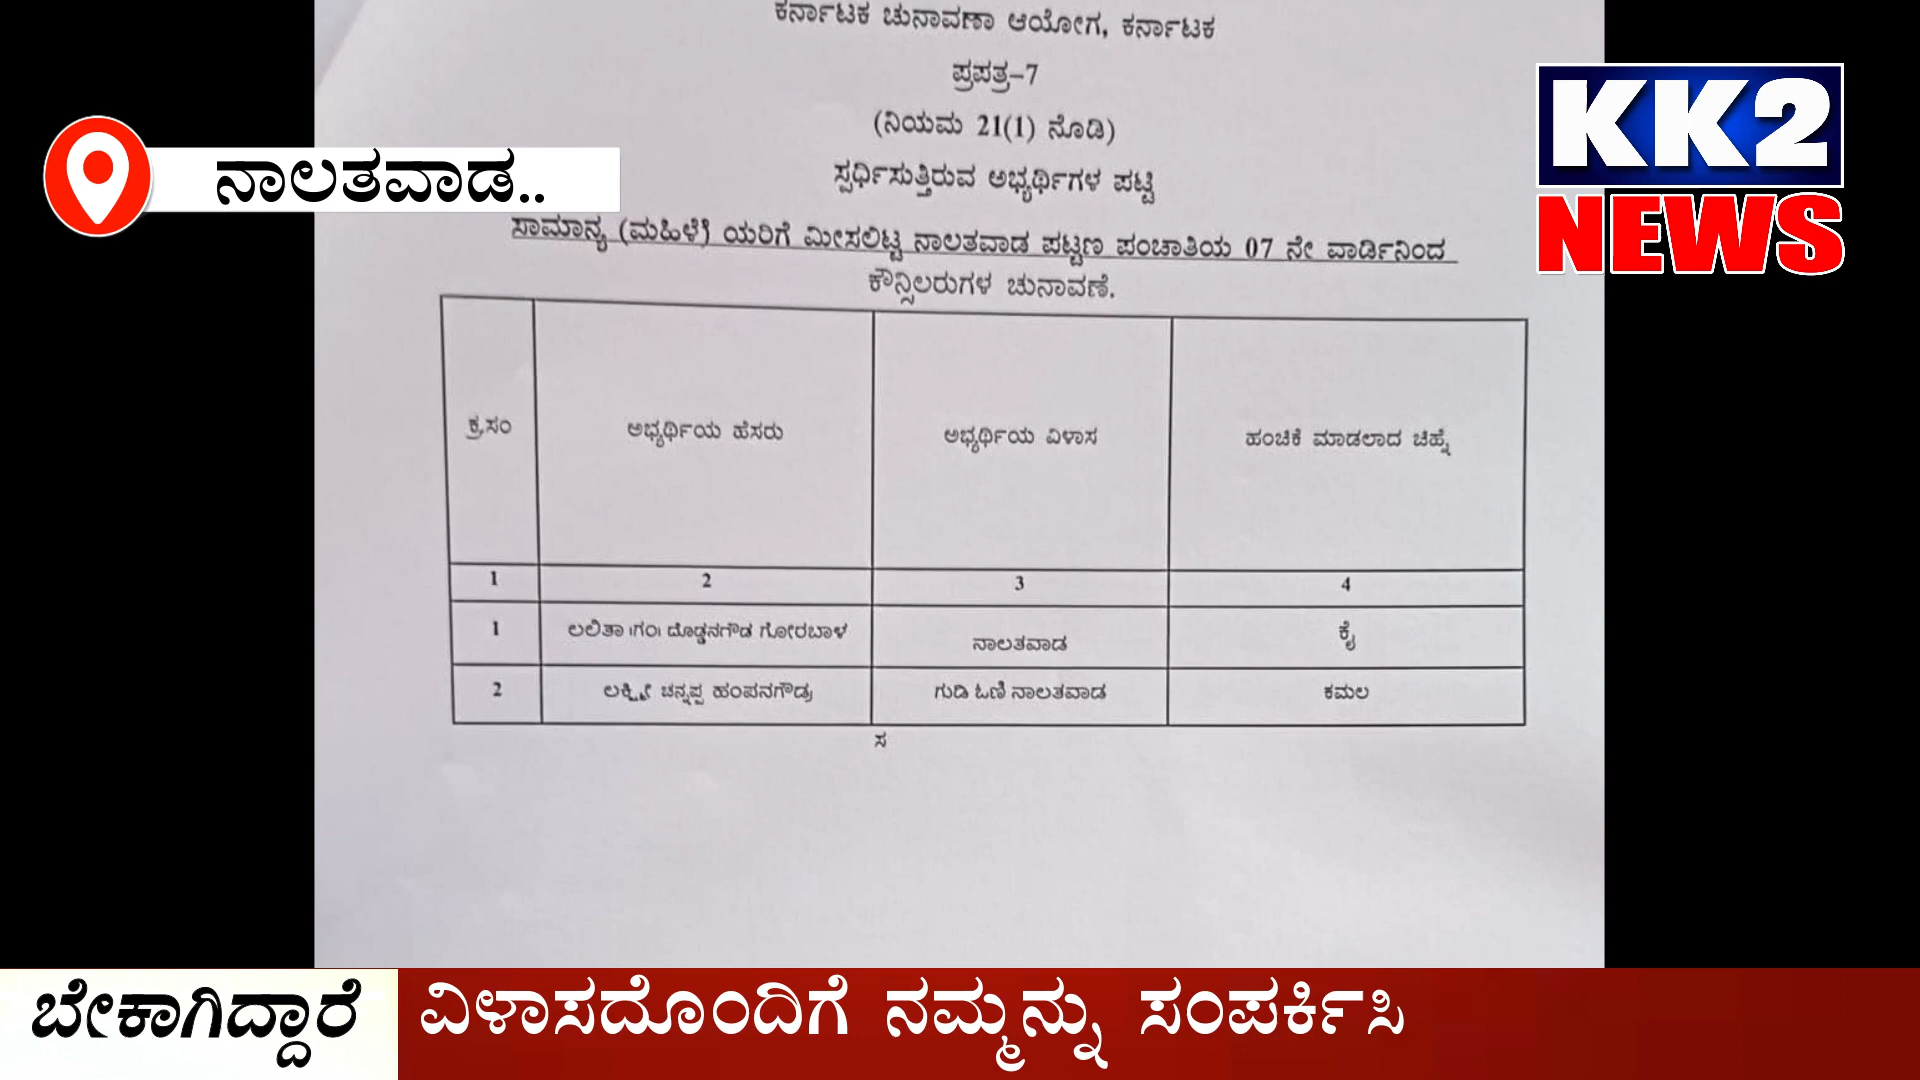 ಕರ್ನಾಟಕ ಚುನಾವಣಾ ಆಯೋಗ, ಕರ್ನಾಟಕ
ಪ್ರಪತ್ರ-7
(ನಿಯಮ 21(1) ನೊಡಿ)
ಸ್ಪರ್ಧಿಸುತ್ತಿರುವ ಅಭ್ಯರ್ಥಿಗಳ ಪಟ್ಟಿ
ಸಾಮಾನ್ಯ (ಮಹಿಳೆ) ಯರಿಗೆ ಮೀಸಲಿಟ್ಟ ನಾಲತವಾಡ ಪಟ್ಟಣ ಪಂಚಾತಿಯ 07 ನೇ ವಾರ್ಡಿನಿಂದ
ಕೌನ್ಸಿಲರುಗಳ ಚುನಾವಣೆ.
ಕ್ರ.ಸಂ ಅಭ್ಯರ್ಥಿಯ ಹೆಸರು ಅಭ್ಯರ್ಥಿಯ ವಿಳಾಸ ಹಂಚಿಕೆ ಮಾಡಲಾದ ಚಿಹ್ನೆ
1 2 3 4
1 ಲಲಿತಾ ।ಗಂ। ದೊಡ್ಡನಗೌಡ ಗೋರಬಾಳ ನಾಲತವಾಡ ಕೈ
2 ಲಕ್ಷ್ಮೀ ಚನ್ನಪ್ಪ ಹಂಪನಗೌಡ್ರ ಗುಡಿ ಓಣಿ ನಾಲತವಾಡ ಕಮಲ
ಸ
ನಾಲತವಾಡ..
KK2
NEWS
ಬೇಕಾಗಿದ್ದಾರೆ ವಿಳಾಸದೊಂದಿಗೆ ನಮ್ಮನ್ನು ಸಂಪರ್ಕಿಸಿ